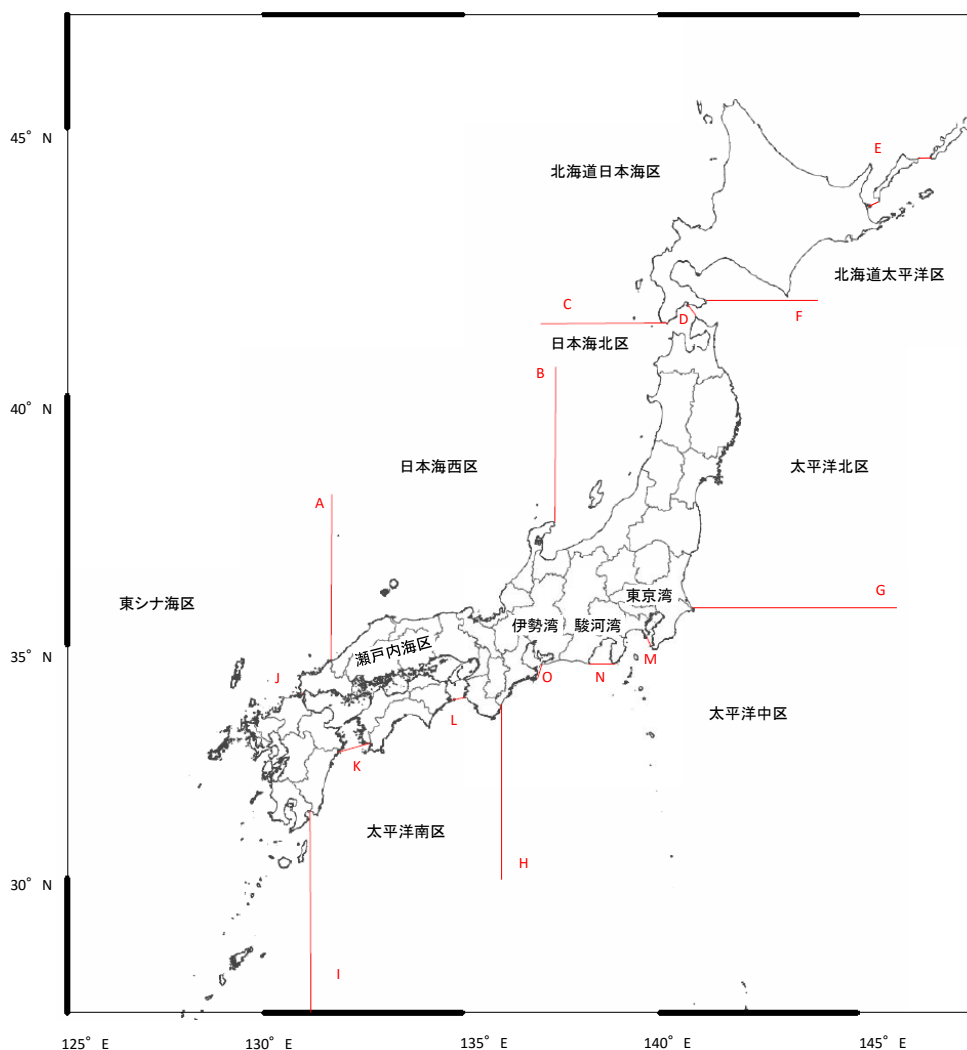 45° N
E
北海道日本海区
北海道太平洋区
C
D
F
日本海北区
B
40° N
日本海西区
太平洋北区
A
東シナ海区
東京湾
G
伊勢湾
駿河湾
瀬戸内海区
35° N
J
O
N
M
L
太平洋中区
K
太平洋南区
H
30° N
I
125° E
130° E
135° E
140° E
145° E